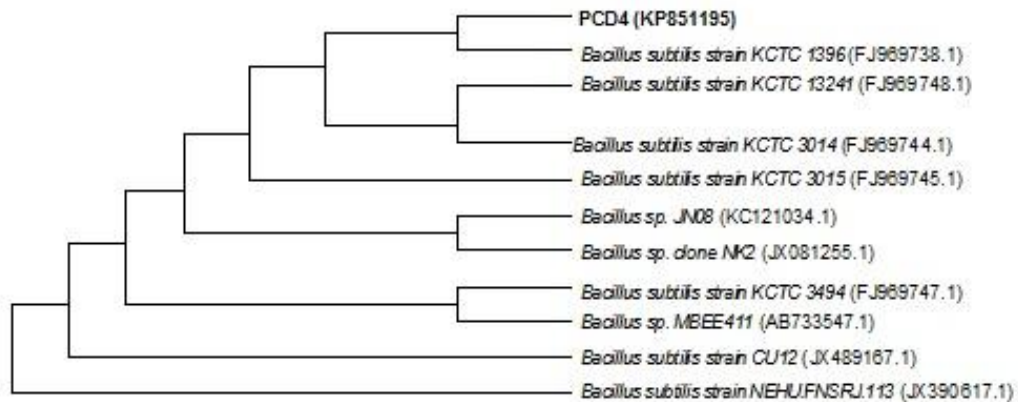 PCD4 (KP851195)
Bacillus subtilis strain KCTC 1396 (FJ969738.1)
Bacillus subtilis strain KCTC 13241 (FJ969748.1)
Bacillus subtilis strain KCTC 3014 (FJ969744.1)
Bacillus subtilis strain KCTC 3015 (FJ969745.1)
Bacillus sp. JN08 (KC121034.1)
Bacillus sp. clone NK2 (JX081255.1)
Bacillus subtilis strain KCTC 3494 (FJ969747.1)
Bacillus sp. MBEE411 (AB733547.1)
Bacillus subtilis strain CU12 (JX489167.1)
Bacillus subtilis strain NEHU.FNSRJ.113 (JX390617.1)